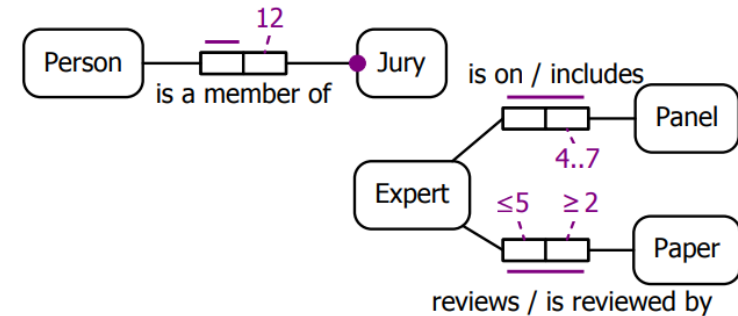 12
Person
Jury
is a member of
is on / includes
Panel
4..7
Expert
≤5
≥2
Paper
reviews / is reviewed by